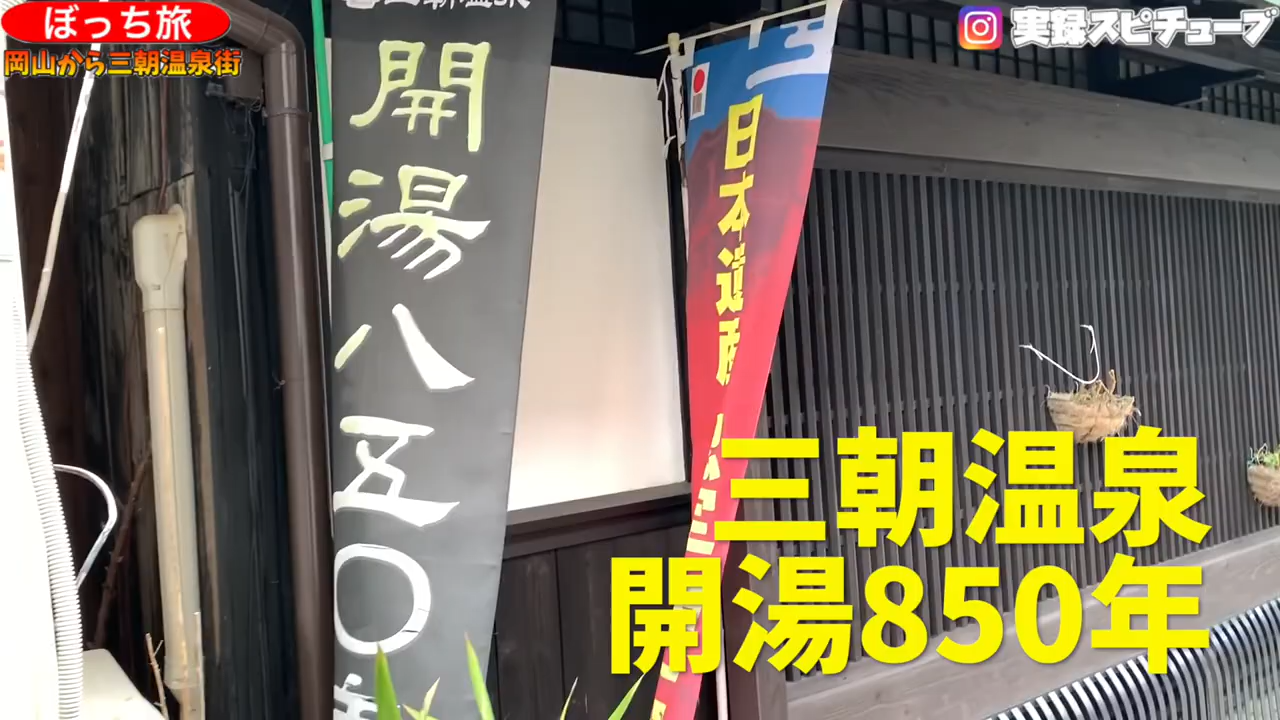 ぼっち旅
岡山から三朝温泉街
実録スピチューブ
開湯八五〇
日本遺産
三朝温泉
開湯850年